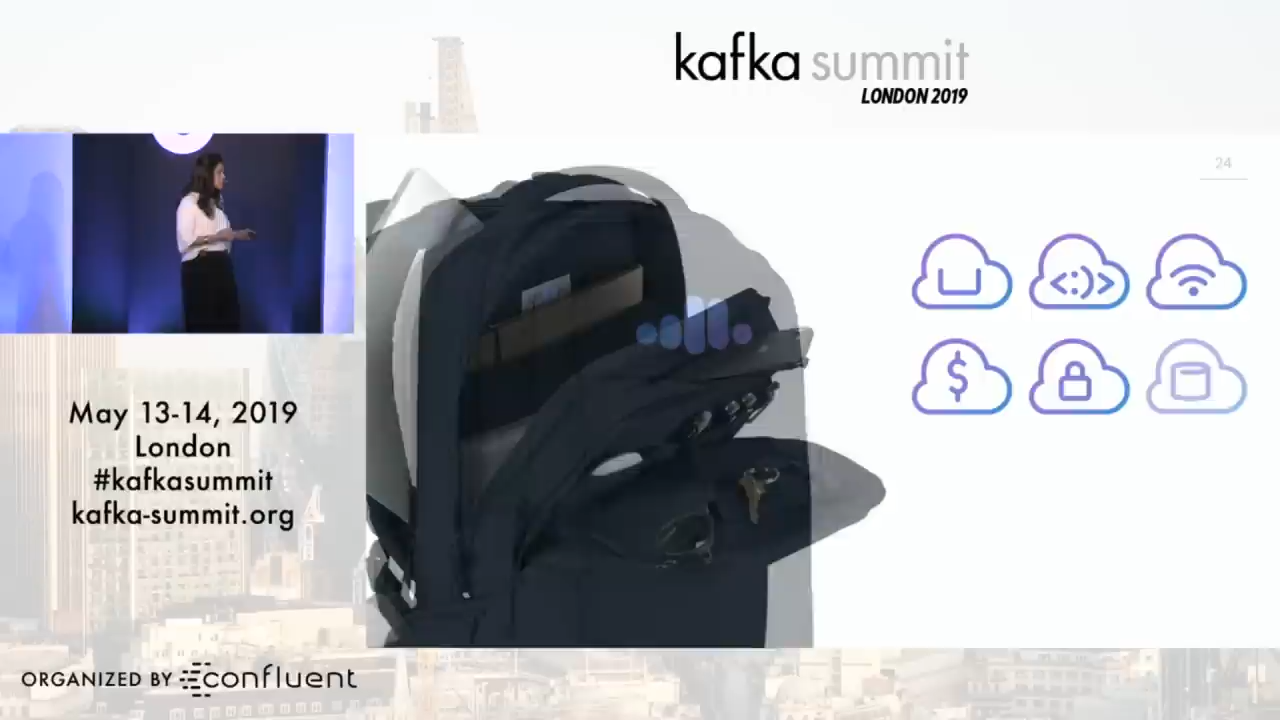 kafka summit
LONDON 2019
24
<:)>
$
May 13-14, 2019
London
#kafkasummit
kafka-summit.org
ORGANIZED BY confluent